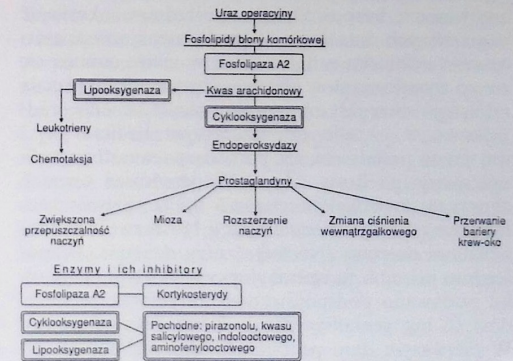 Uraz operacyjny
Fosfolipidy błony komórkowej
Fosfolipaza A2
Lipooksygenaza
Kwas arachidonowy
Cyklooksygenaza
Leukotrieny
Endoperoksydazy
Chemotaksja
Prostaglandyny
Zwiększona
przepuszczalność
naczyń
Mioza
Rozszerzenie
naczyń
Zmiana ciśnienia
wewnątrzgałkowego
Przerwanie
bariery
krew-oko
Enzymy i ich inhibitory
Fosfolipaza A2
Kortykosterydy
Cyklooksygenaza
Lipooksygenaza
Pochodne: pirazonolu, kwasu
salicylowego, indolooctowego,
aminofenylooctowego